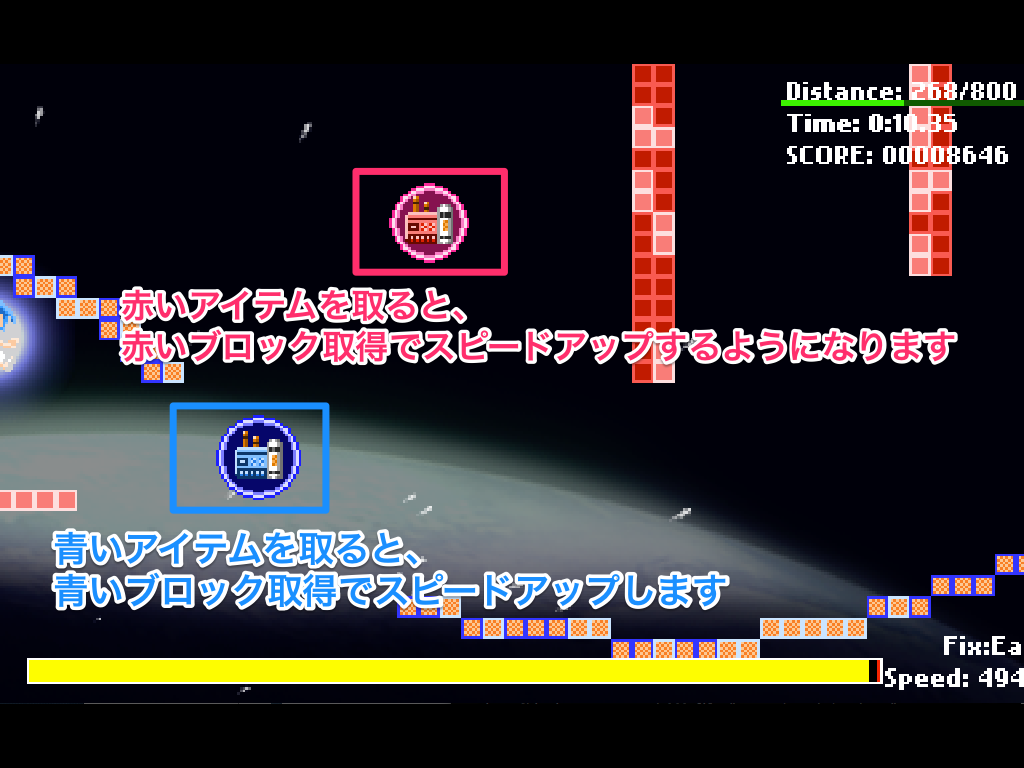 Distance: 268/800
Time: 0:10.35
SCORE: 00008646
赤いアイテムを取ると、
赤いブロック取得でスピードアップするようになります
青いアイテムを取ると、
青いブロック取得でスピードアップします
Fix:Ea
Speed: 494